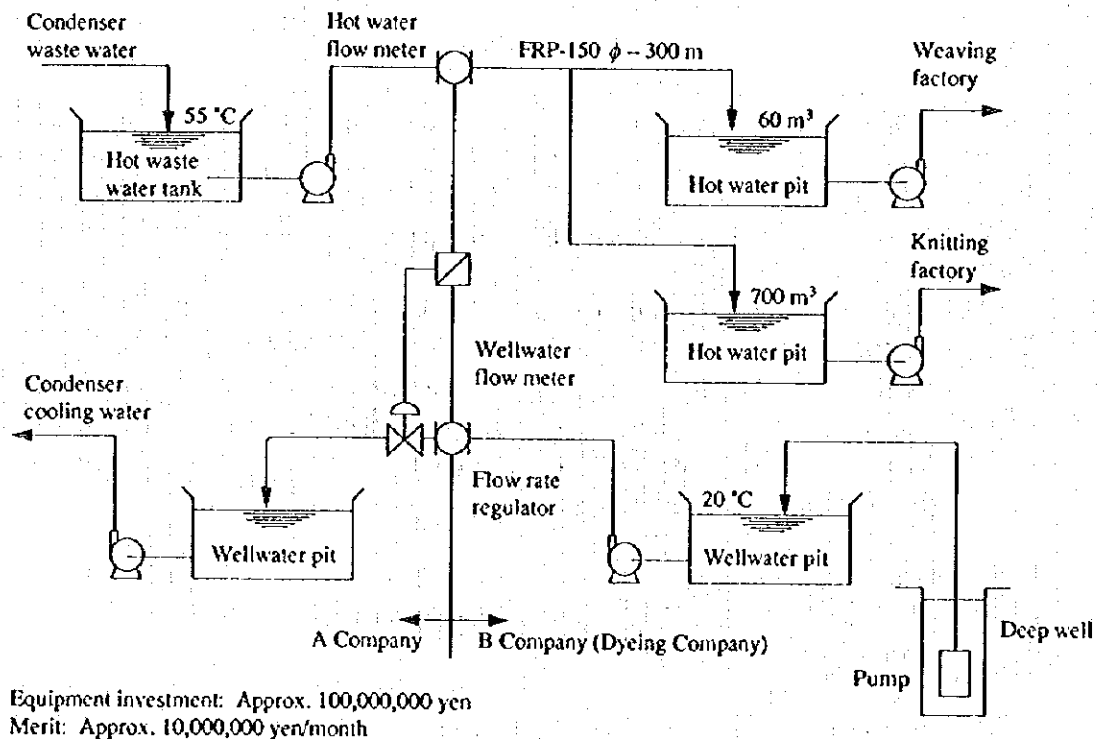 Condenser
waste water
Hot water
flow meter
FRP-150 ϕ -- 300 m
Weaving
factory
55 °C
Hot waste
water tank
60 m³
Hot water pit
Knitting
factory
700 m³
Hot water pit
Wellwater
flow meter
Condenser
cooling water
Flow rate
regulator
20 °C
Wellwater pit
Wellwater pit
A Company
B Company (Dyeing Company)
Deep well
Pump
Equipment investment: Approx. 100,000,000 yen
Merit: Approx. 10,000,000 yen/month